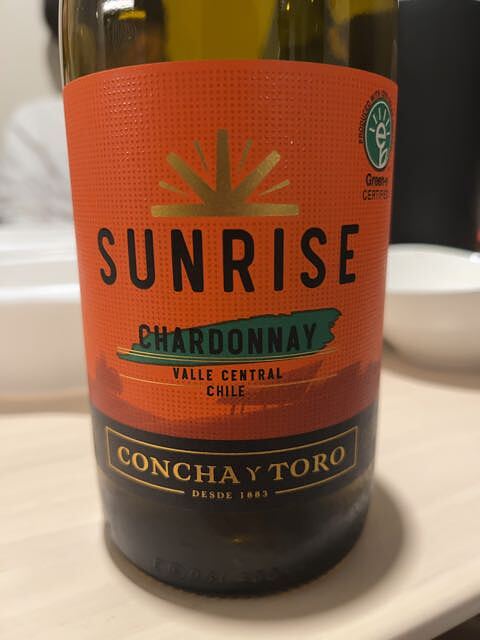 Green-e
CERTIFIED
SUNRISE
CHARDONNAY
VALLE CENTRAL
CHILE
CONCHA Y TORO
DESDE 1883